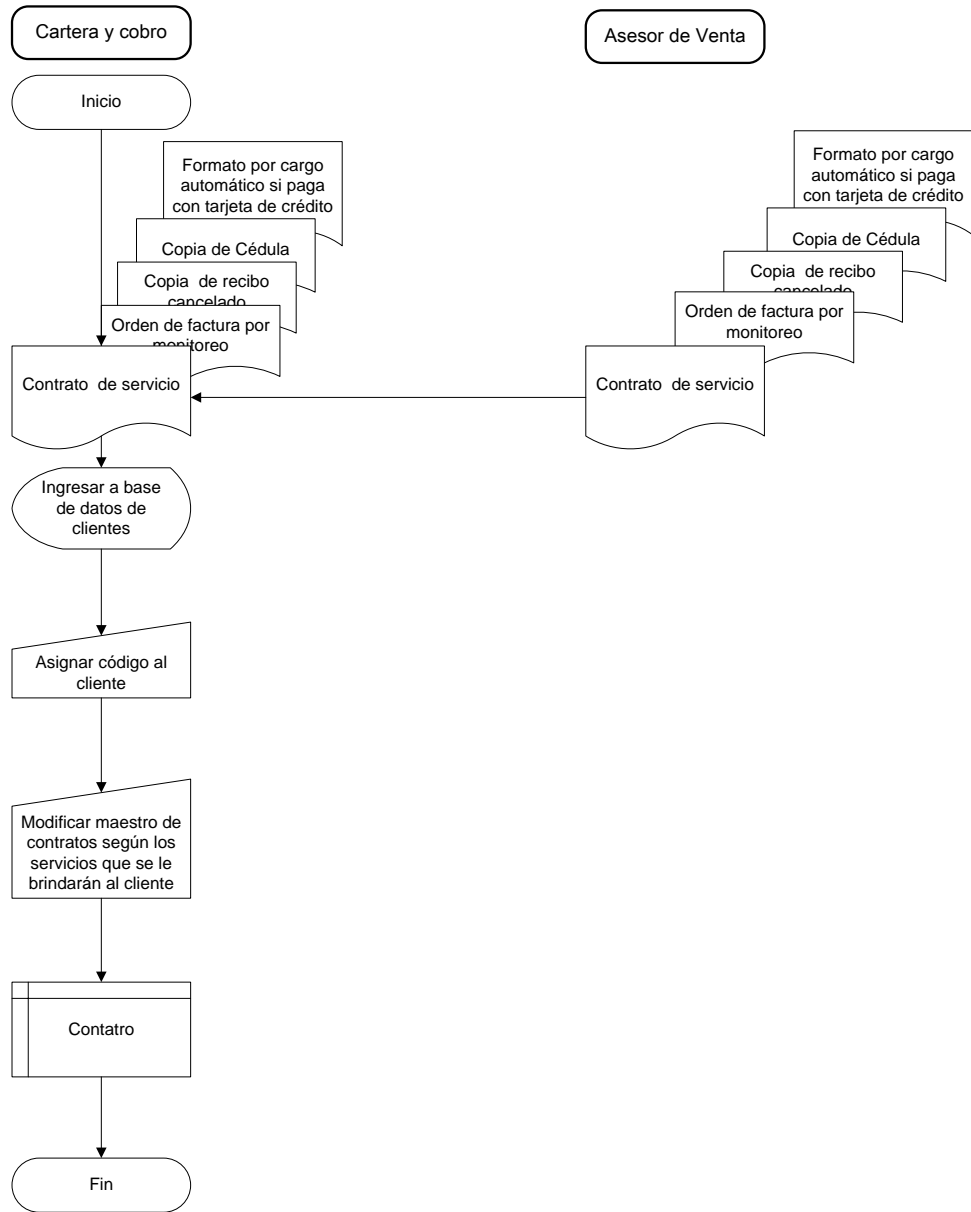 Cartera y cobro
Asesor de Venta
Inicio
Formato por cargo
automático si paga
con tarjeta de crédito
Copia de Cédula
Copia de recibo
cancelado
Orden de factura por
monitoreo
Contrato de servicio
Formato por cargo
automático si paga
con tarjeta de crédito
Copia de Cédula
Copia de recibo
cancelado
Orden de factura por
monitoreo
Contrato de servicio
Ingresar a base
de datos de
clientes
Asignar código al
cliente
Modificar maestro de
contratos según los
servicios que se le
brindarán al cliente
Contatro
Fin